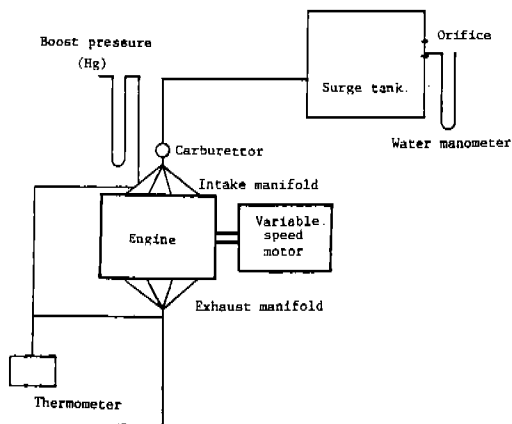 Boost pressure
(Hg)
Orifice
Surge tank.
Water manometer
Carburettor
Intake manifold
Engine
Variable.
speed
motor
Exhaust manifold
Thermometer